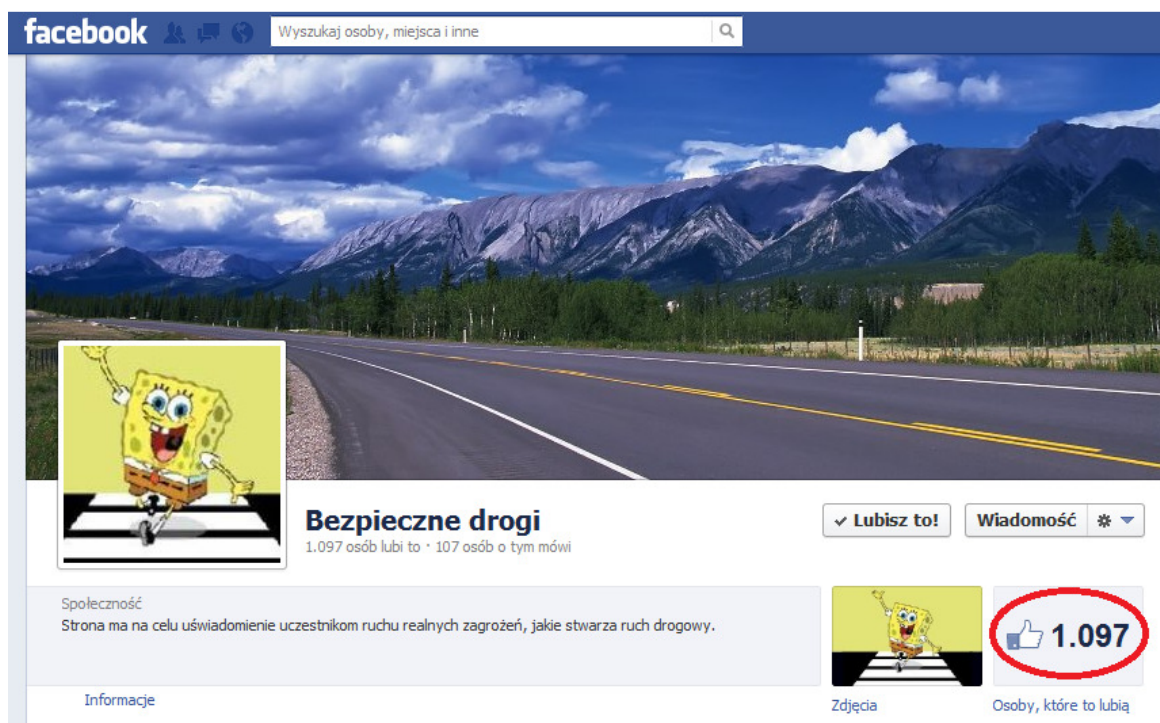 facebook
Wyszukaj osoby, miejsca i inne
Bezpieczne drogi
1.097 osób lubi to · 107 osób o tym mówi
Lubisz to!
Wiadomość
Społeczność
Strona ma na celu uświadomienie uczestnikom ruchu realnych zagrożeń, jakie stwarza ruch drogowy.
1.097
Informacje
Zdjęcia
Osoby, które to lubią